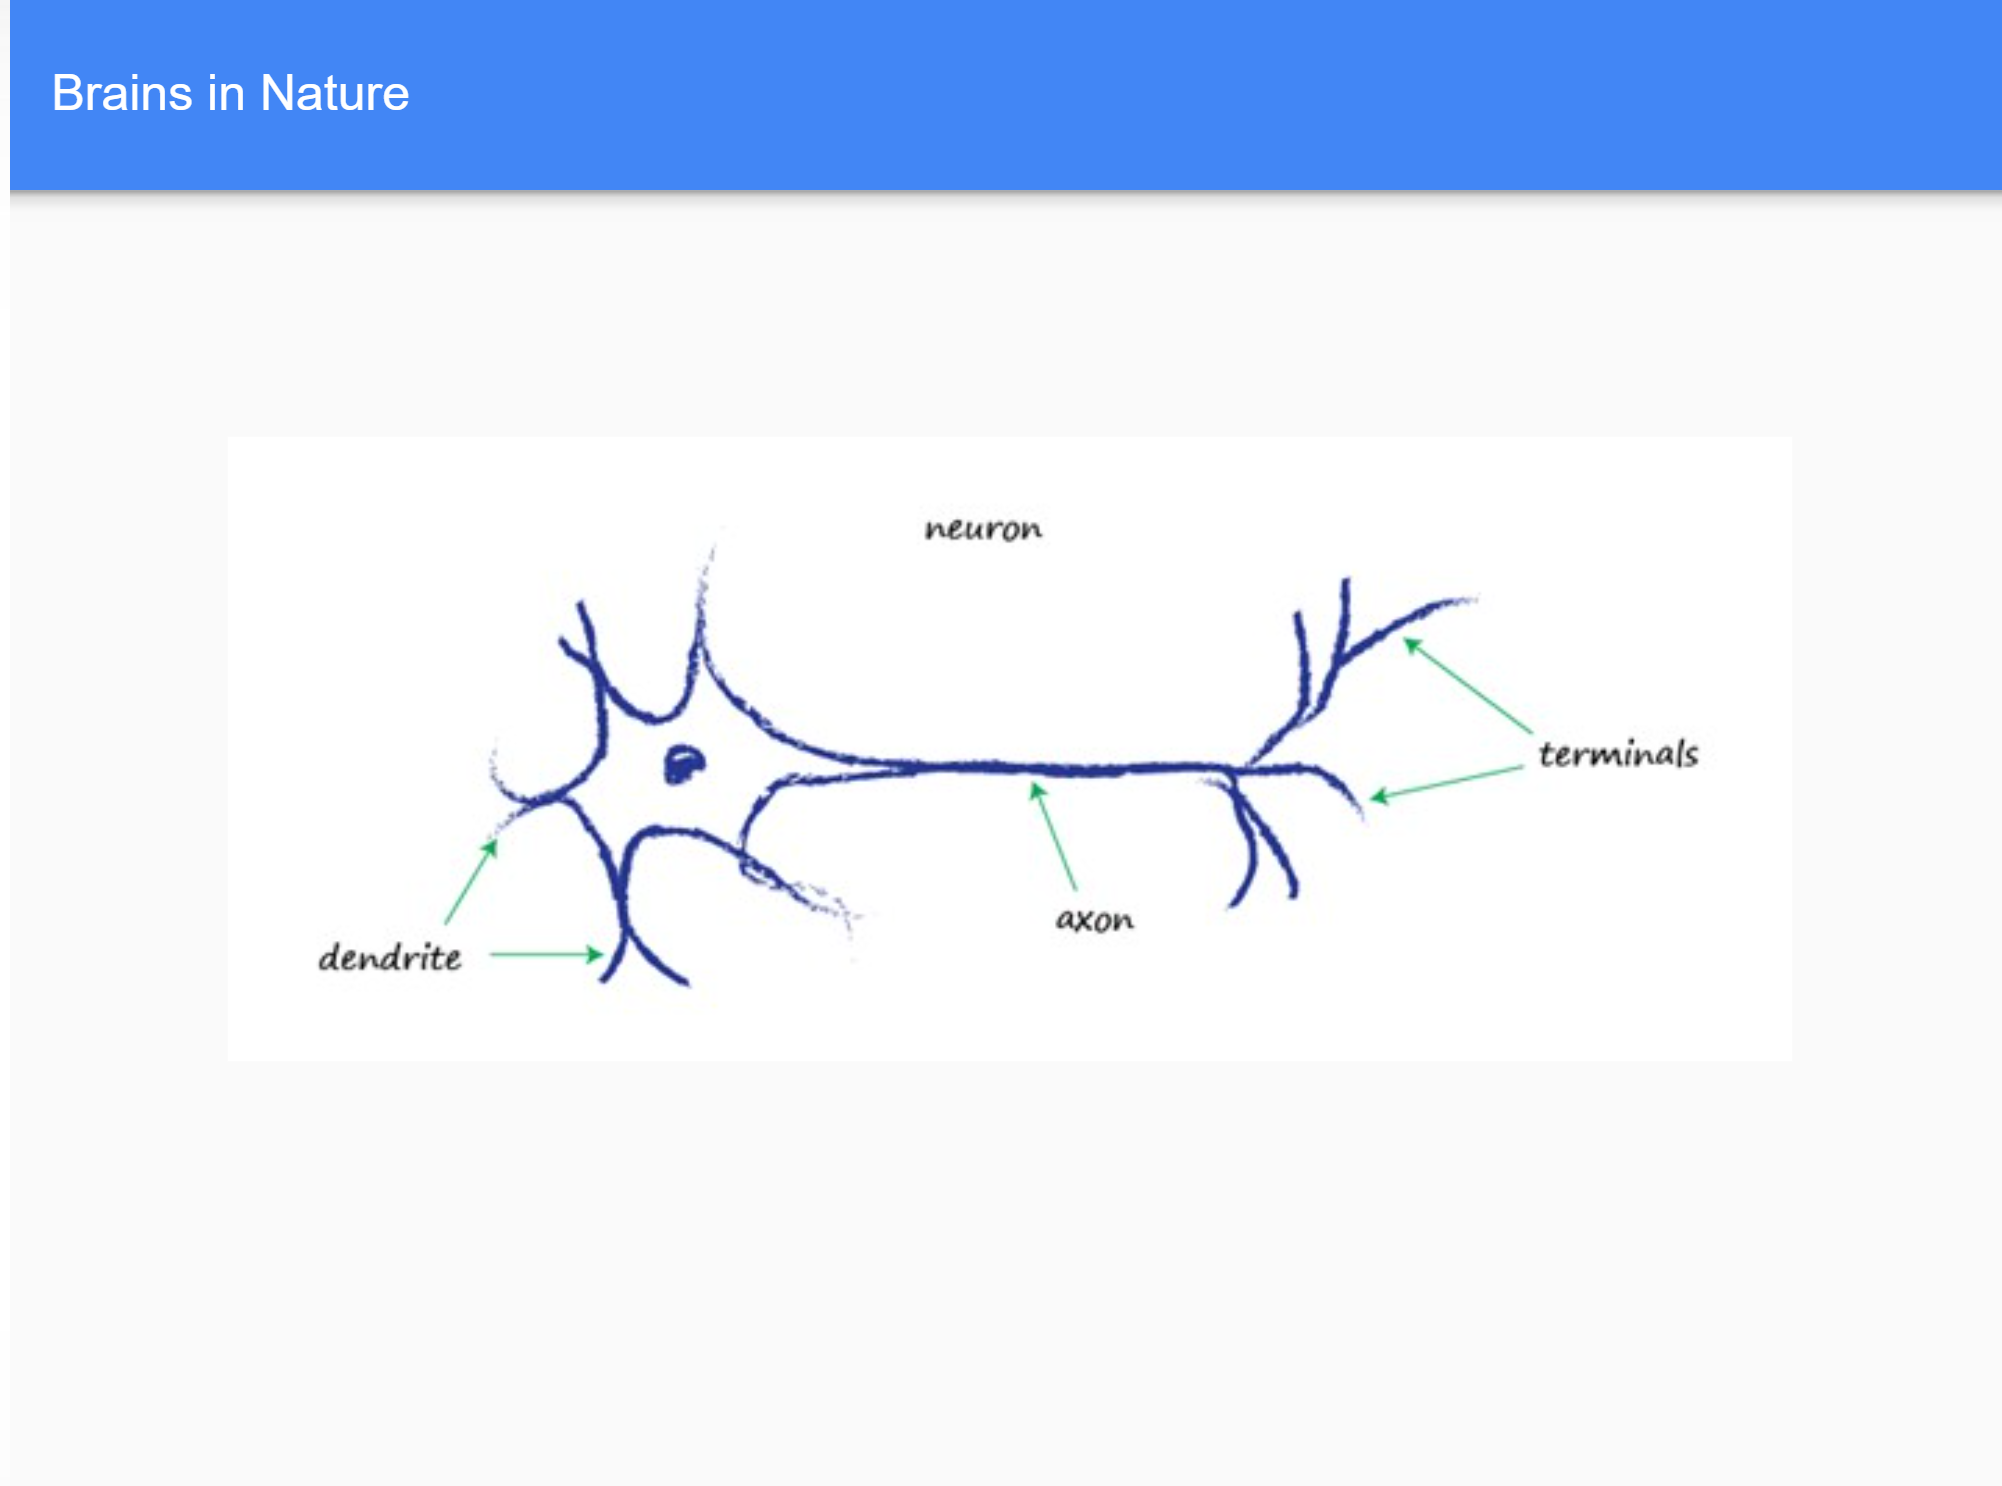 Brains in Nature
neuron
terminals
axon
dendrite